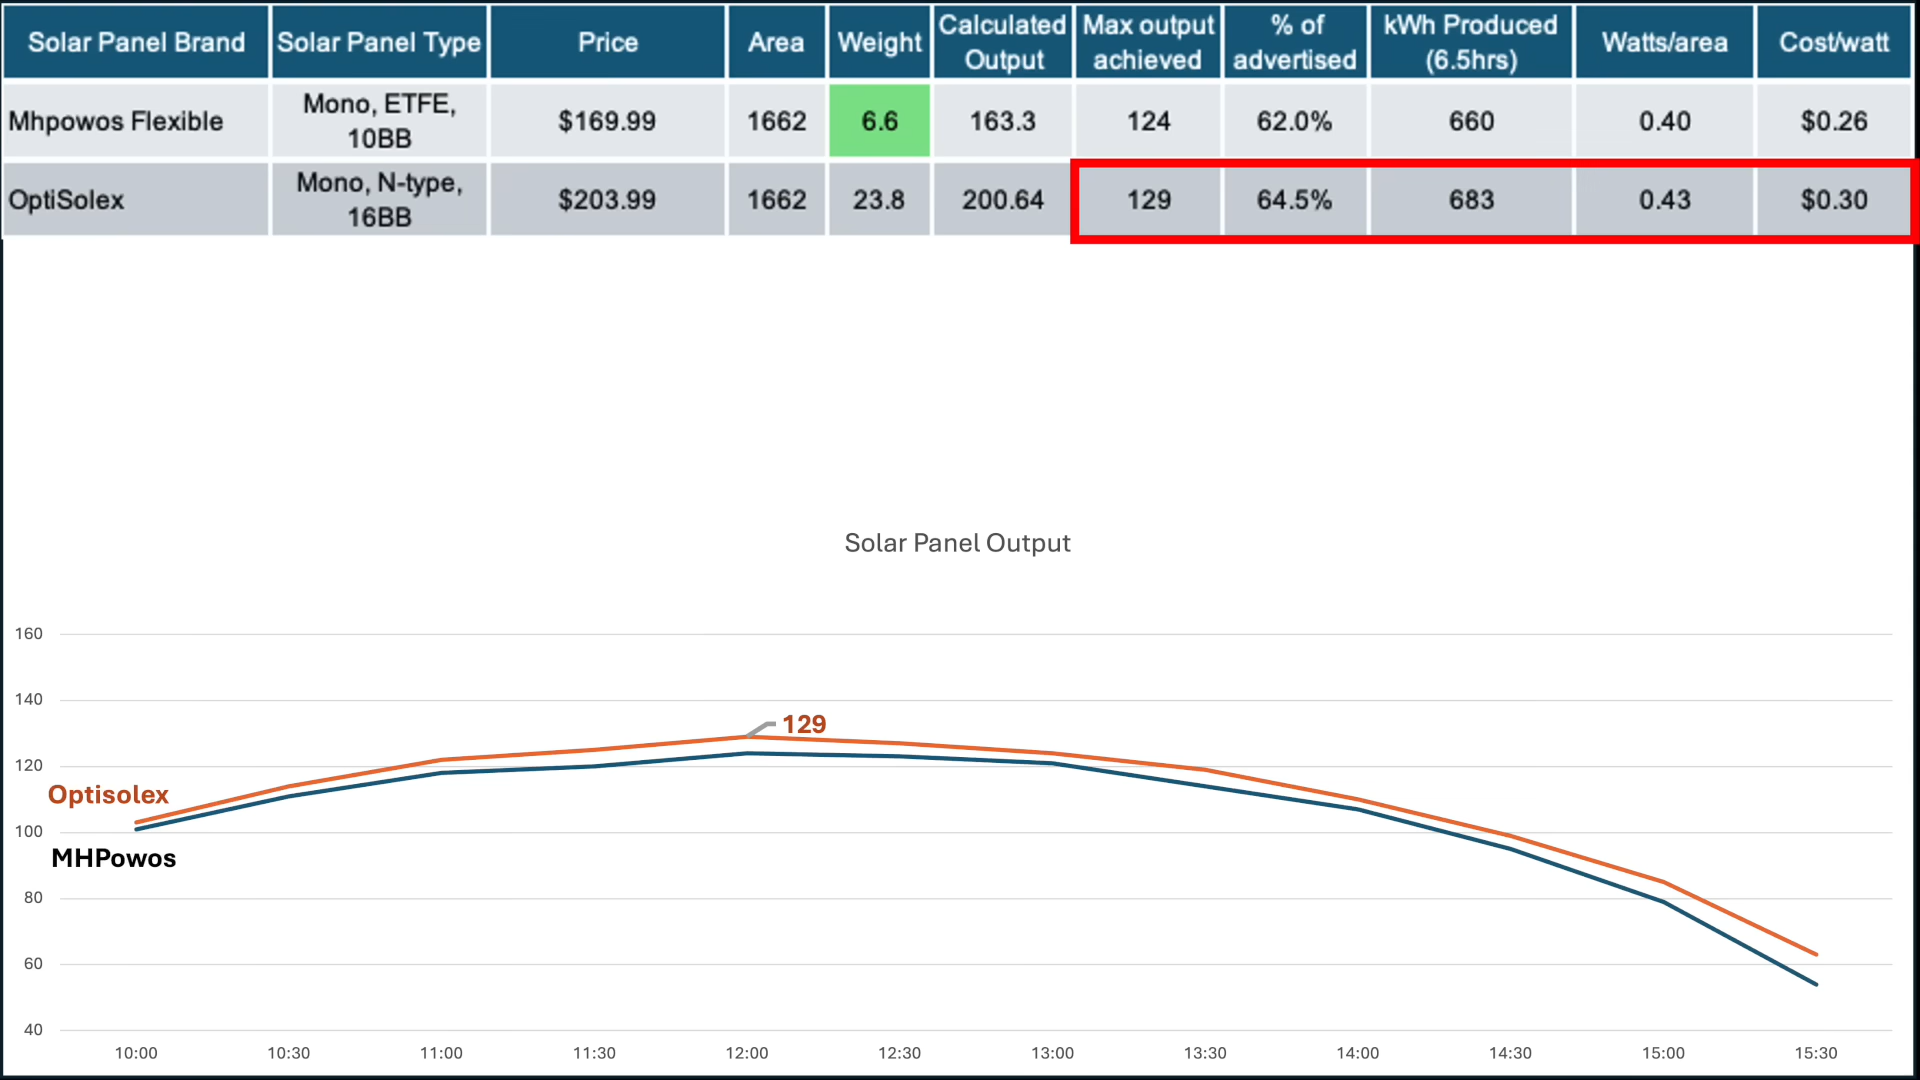 Solar Panel Brand Solar Panel Type Price Area Weight Calculated Output Max output achieved % of advertised kWh Produced (6.5hrs) Watts/area Cost/watt
Mhpowos Flexible Mono, ETFE, 10BB $169.99 1662 6.6 163.3 124 62.0% 660 0.40 $0.26
OptiSolex Mono, N-type, 16BB $203.99 1662 23.8 200.64 129 64.5% 683 0.43 $0.30
Solar Panel Output
160
140
129
120
Optisolex
100
MHPowos
80
60
40
10:00 10:30 11:00 11:30 12:00 12:30 13:00 13:30 14:00 14:30 15:00 15:30